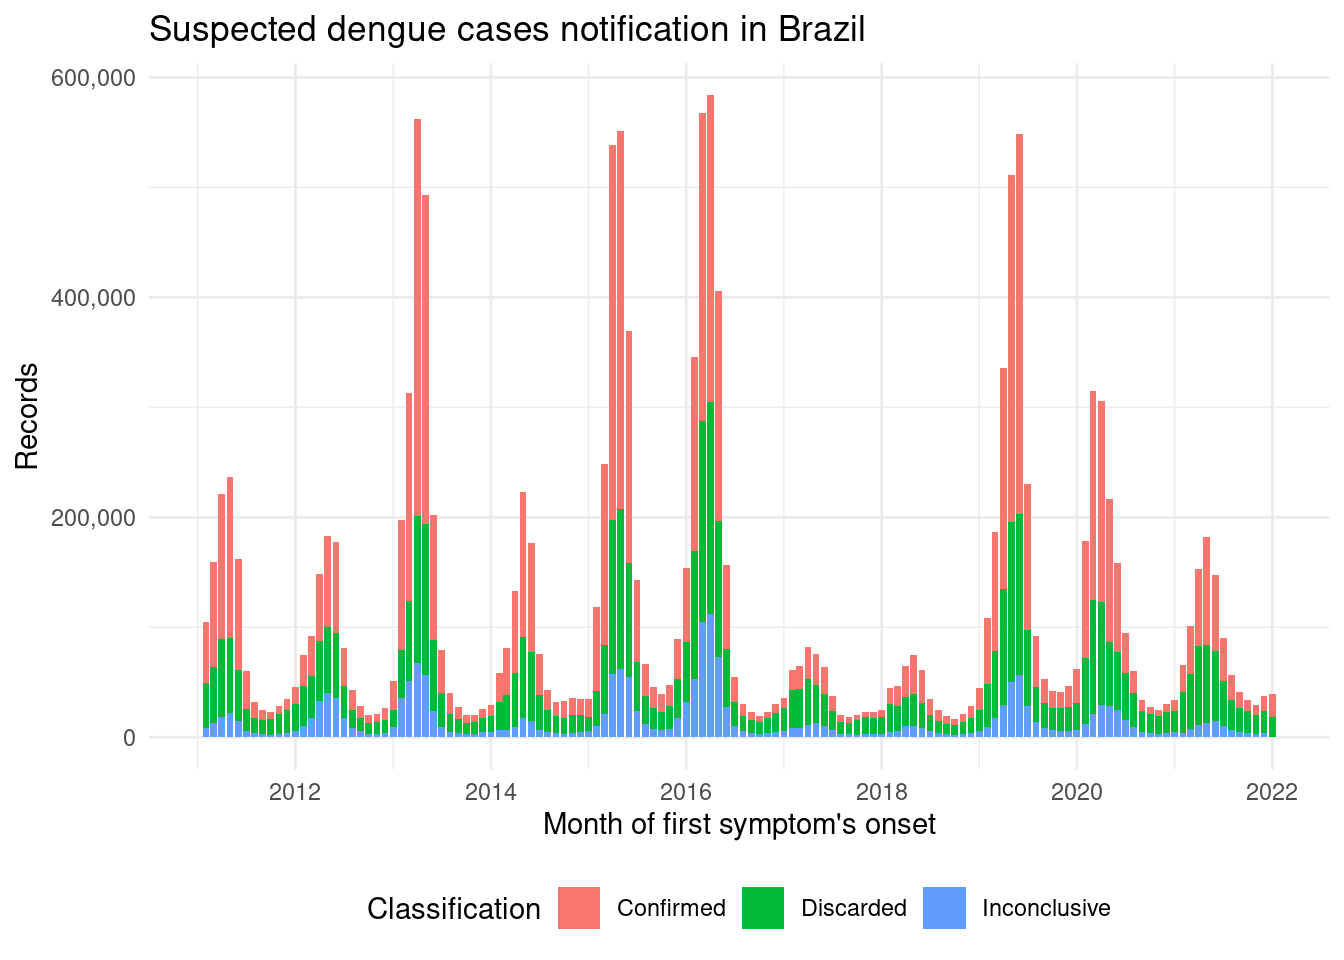 Suspected dengue cases notification in Brazil
600,000
400,000
200,000
0
Records
2012 2014 2016 2018 2020 2022
Month of first symptom's onset
Classification Confirmed Discarded Inconclusive